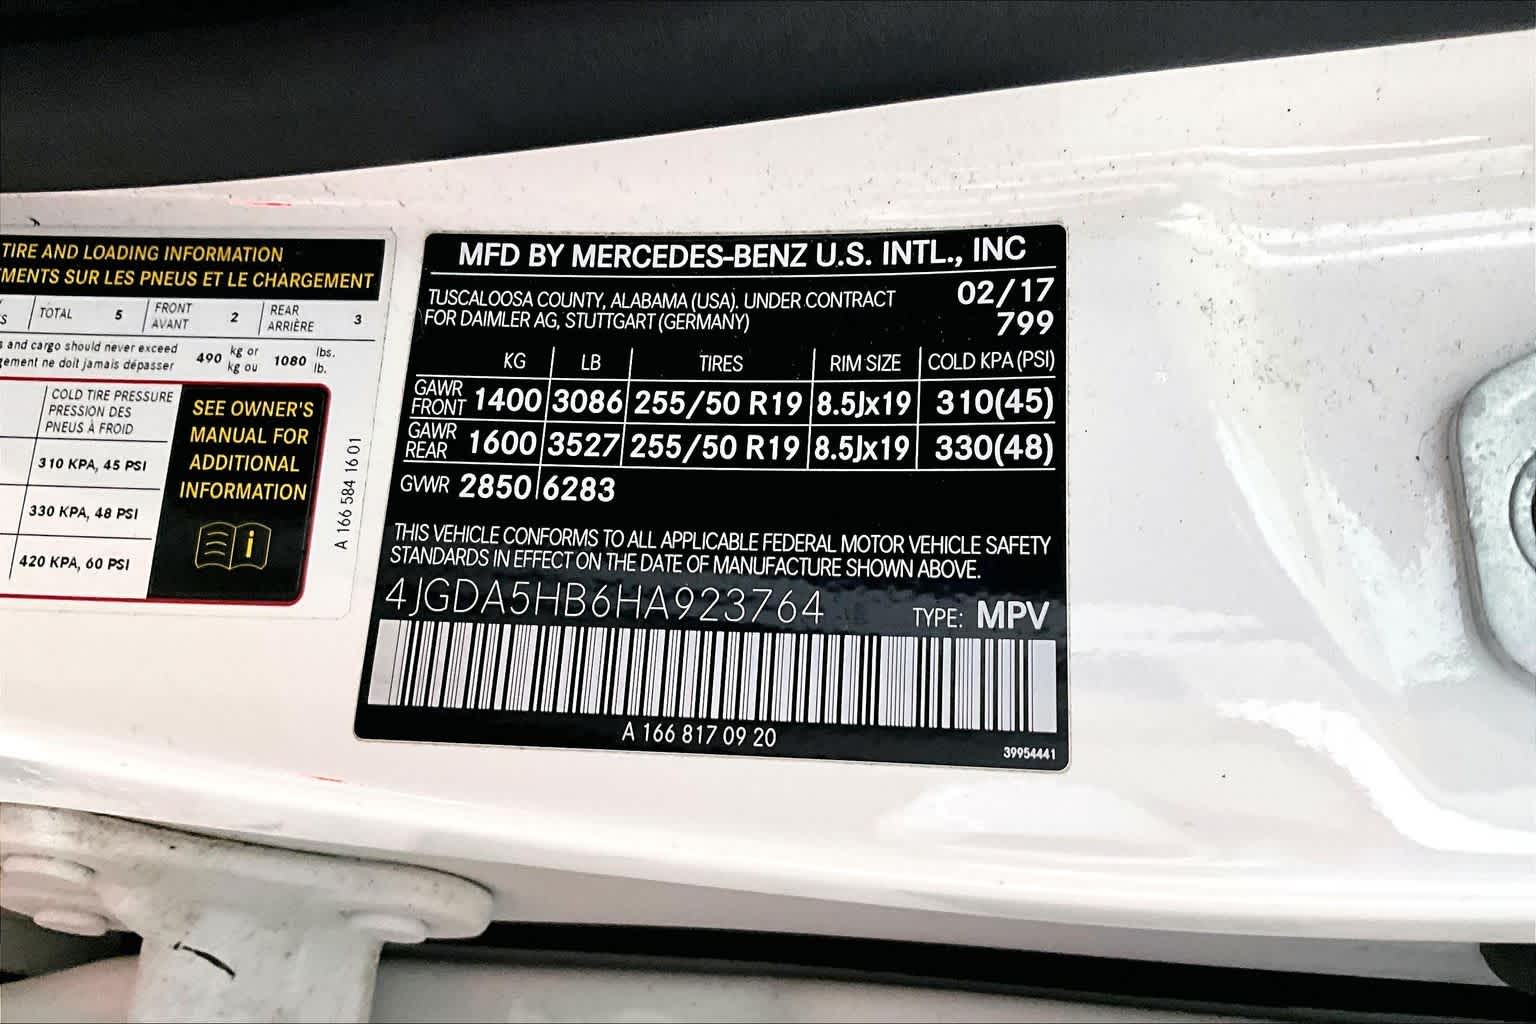 TIRE AND LOADING INFORMATION
SUR LES PNEUS ET LE CHARGEMENT
TOTAL 5 FRONT AVANT 2 REAR ARRIÈRE 3
and cargo should never exceed 490 kg or 1080 lbs.
ne doit jamais dépasser kg ou lb.
COLD TIRE PRESSURE
PRESSION DES
PNEUS À FROID
310 KPA, 45 PSI
330 KPA, 48 PSI
420 KPA, 60 PSI
SEE OWNER'S
MANUAL FOR
ADDITIONAL
INFORMATION
i
A 166 584 16 01
MFD BY MERCEDES-BENZ U.S. INTL., INC
TUSCALOOSA COUNTY, ALABAMA (USA). UNDER CONTRACT 02/17
FOR DAIMLER AG, STUTTGART (GERMANY) 799
KG LB TIRES RIM SIZE COLD KPA (PSI)
GAWR FRONT 1400 3086 255/50 R19 8.5Jx19 310(45)
GAWR REAR 1600 3527 255/50 R19 8.5Jx19 330(48)
GVWR 2850 6283
THIS VEHICLE CONFORMS TO ALL APPLICABLE FEDERAL MOTOR VEHICLE SAFETY
STANDARDS IN EFFECT ON THE DATE OF MANUFACTURE SHOWN ABOVE.
4JGDA5HB6HA923764 TYPE: MPV
A 166 817 09 20
39954441